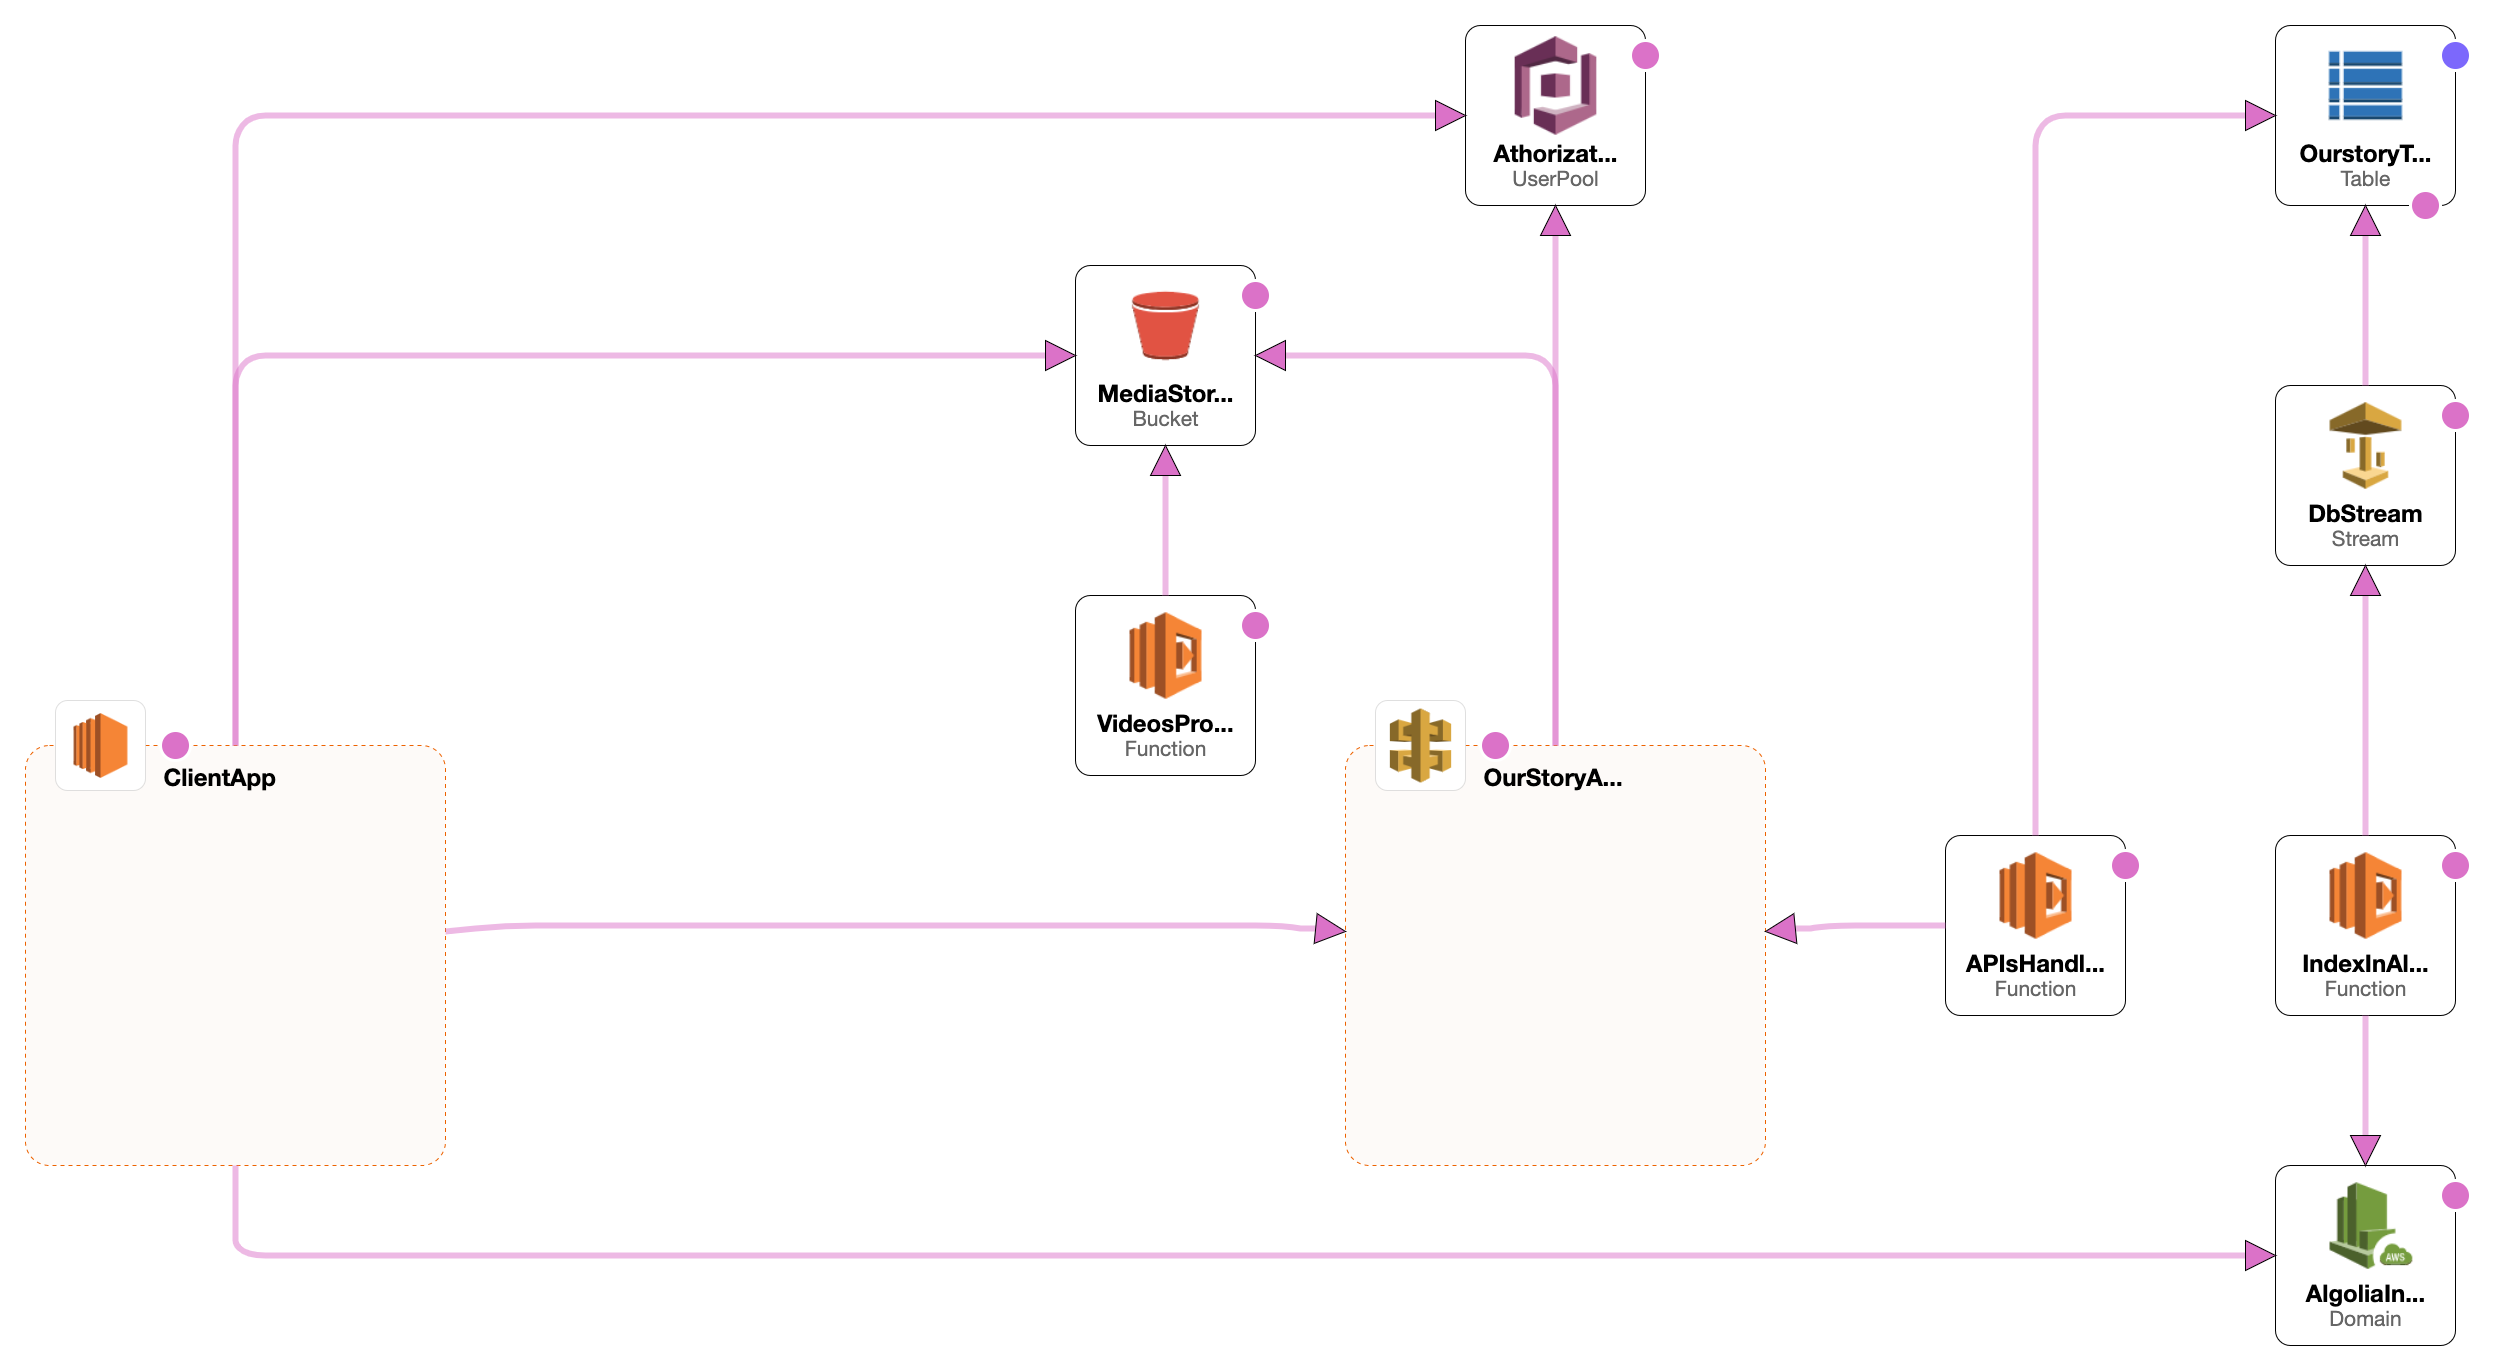 Athorizat...
UserPool
OurstoryT...
Table
MediaStor...
Bucket
DbStream
Stream
VideosPro...
Function
ClientApp
OurStoryA...
APIsHandl...
Function
IndexInAl...
Function
AWS
AlgoliaIn...
Domain